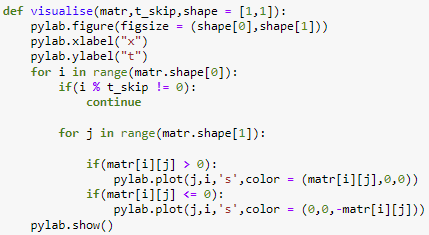 def visualise(matr,t_skip,shape = [1,1]):
    pylab.figure(figsize = (shape[0],shape[1]))
    pylab.xlabel("x")
    pylab.ylabel("t")
    for i in range(matr.shape[0]):
        if(i % t_skip != 0):
            continue

        for j in range(matr.shape[1]):

            if(matr[i][j] > 0):
                pylab.plot(j,i,'s',color = (matr[i][j],0,0))
            if(matr[i][j] <= 0):
                pylab.plot(j,i,'s',color = (0,0,-matr[i][j]))
    pylab.show()